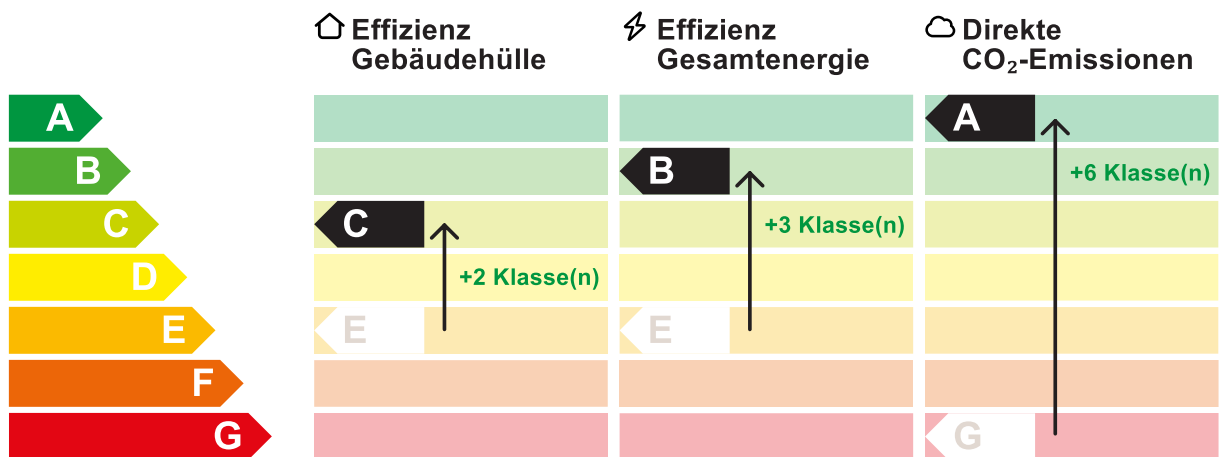 Effizienz
Gebäudehülle
Effizienz
Gesamtenergie
Direkte
CO₂-Emissionen
A
B
C
D
E
F
G
C
+2 Klasse(n)
E
B
+3 Klasse(n)
E
A
+6 Klasse(n)
G